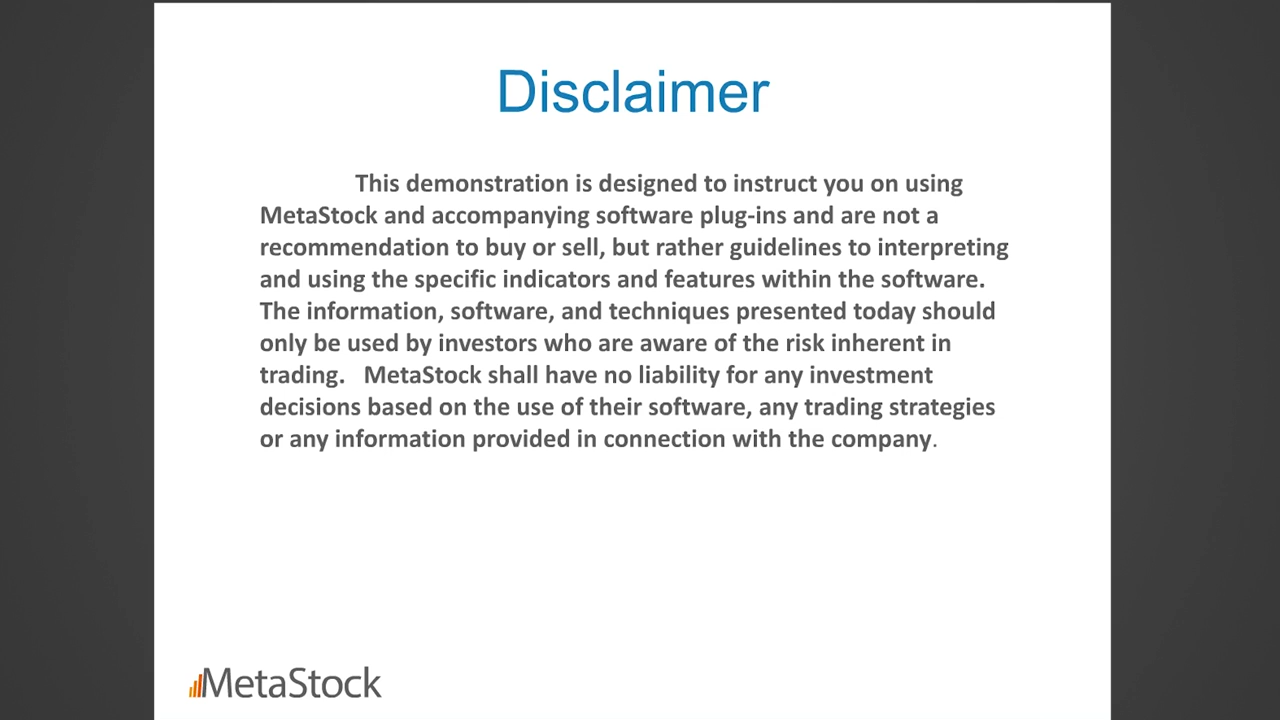 Disclaimer
This demonstration is designed to instruct you on using
MetaStock and accompanying software plug-ins and are not a
recommendation to buy or sell, but rather guidelines to interpreting
and using the specific indicators and features within the software.
The information, software, and techniques presented today should
only be used by investors who are aware of the risk inherent in
trading.   MetaStock shall have no liability for any investment
decisions based on the use of their software, any trading strategies
or any information provided in connection with the company.
MetaStock